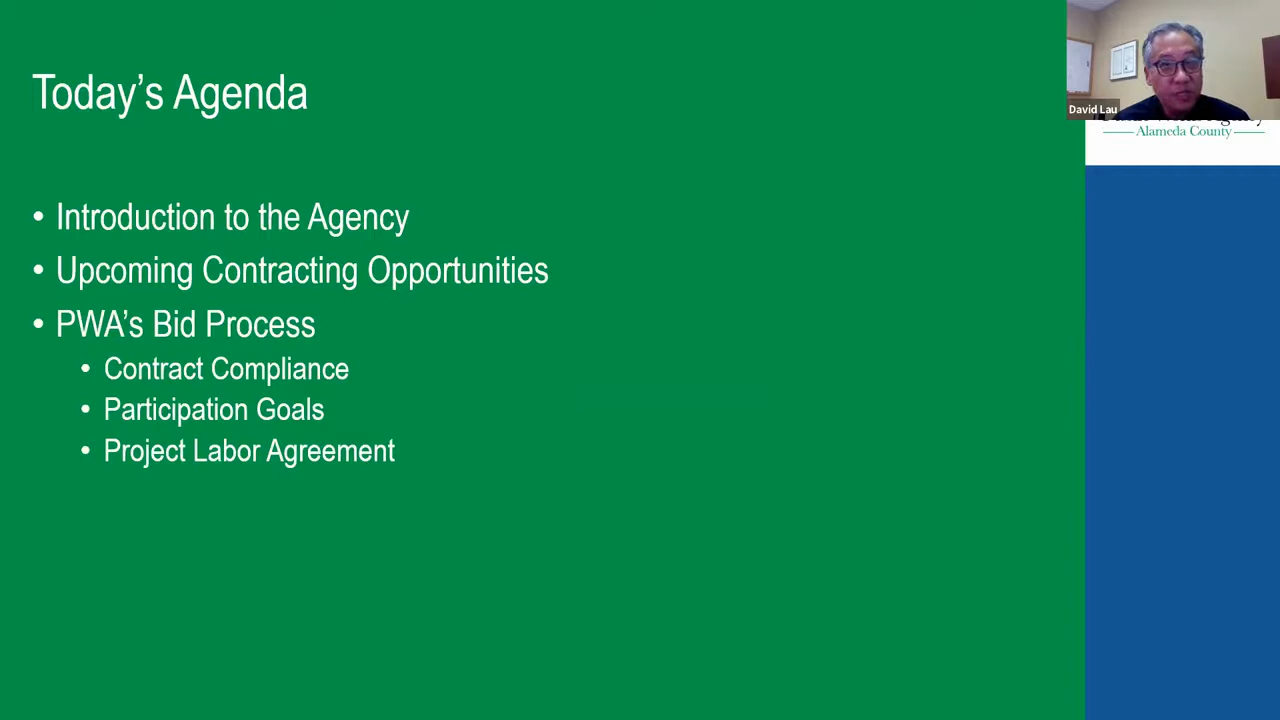 Today's Agenda
• Introduction to the Agency
• Upcoming Contracting Opportunities
• PWA's Bid Process
• Contract Compliance
• Participation Goals
• Project Labor Agreement
David Lau
Alameda County